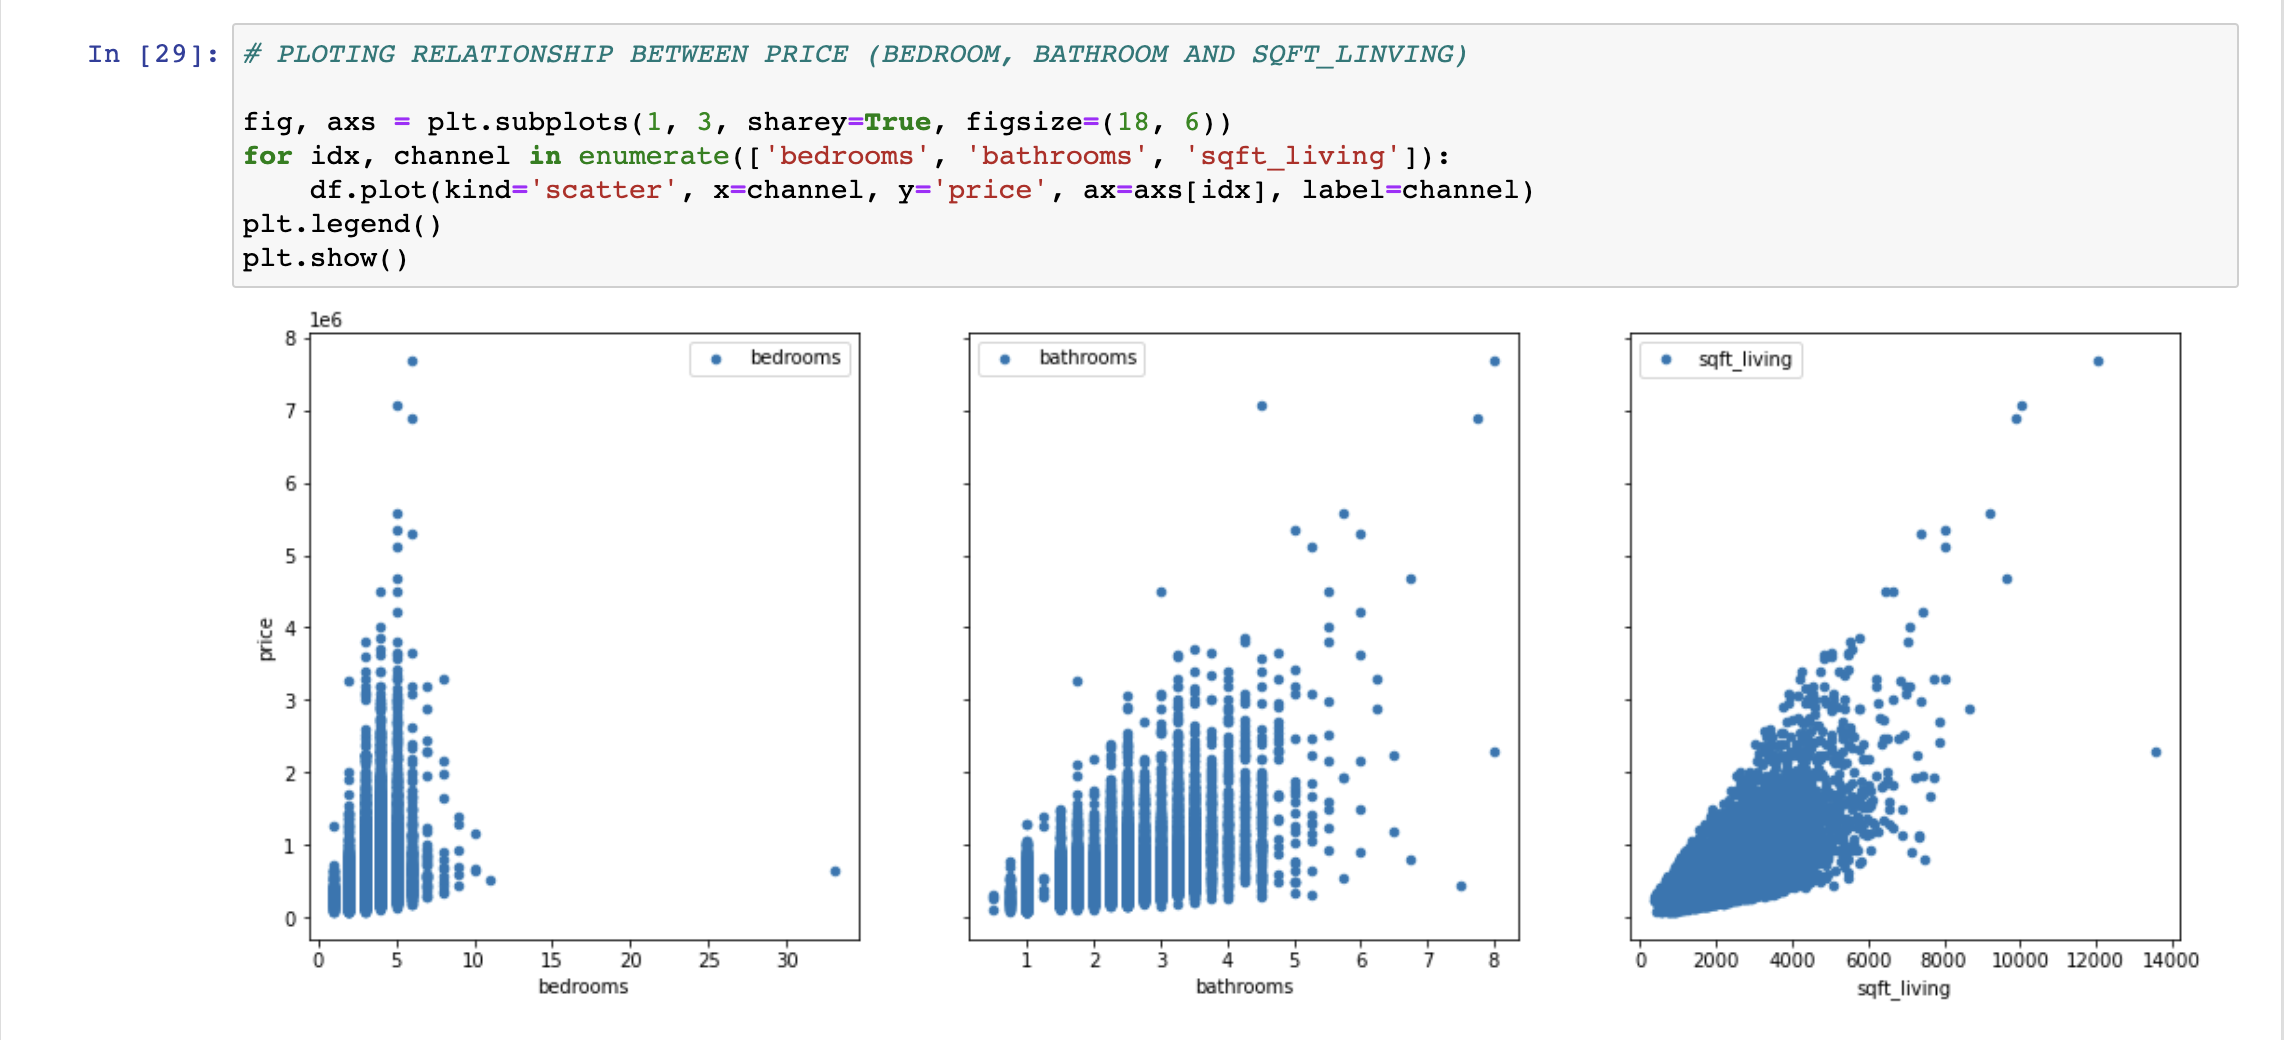 In [29]:
# PLOTING RELATIONSHIP BETWEEN PRICE (BEDROOM, BATHROOM AND SQFT_LINVING)
fig, axs = plt.subplots(1, 3, sharey=True, figsize=(18, 6))
for idx, channel in enumerate(['bedrooms', 'bathrooms', 'sqft_living']):
    df.plot(kind='scatter', x=channel, y='price', ax=axs[idx], label=channel)
plt.legend()
plt.show()
1e6
8
7
6
5
4
3
2
1
0
price
bedrooms
0 5 10 15 20 25 30
bedrooms
bathrooms
1 2 3 4 5 6 7 8
bathrooms
sqft_living
0 2000 4000 6000 8000 10000 12000 14000
sqft_living